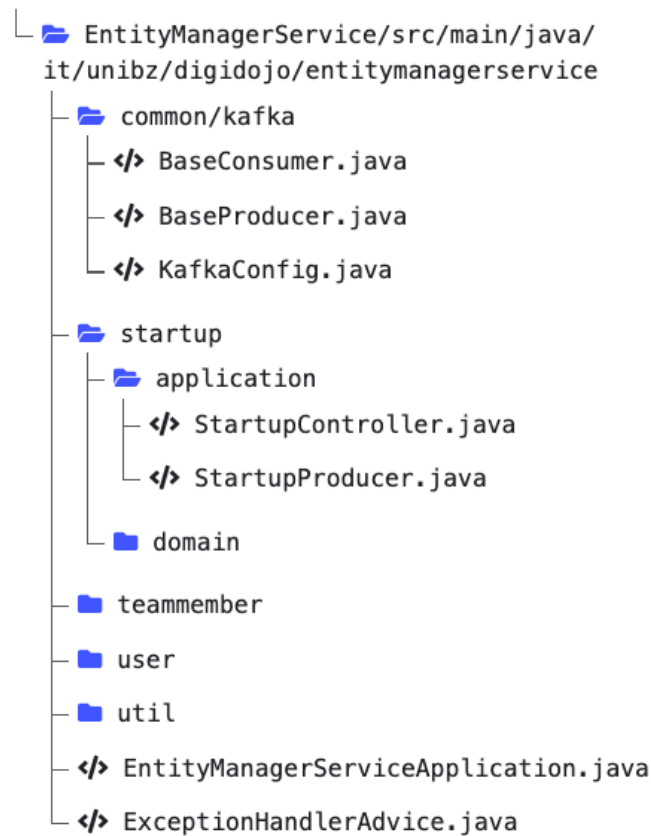 EntityManagerService/src/main/java/
it/unibz/digidojo/entitymanagerservice
common/kafka
</> BaseConsumer.java
</> BaseProducer.java
</> KafkaConfig.java
startup
application
</> StartupController.java
</> StartupProducer.java
domain
teammember
user
util
</> EntityManagerServiceApplication.java
</> ExceptionHandlerAdvice.java